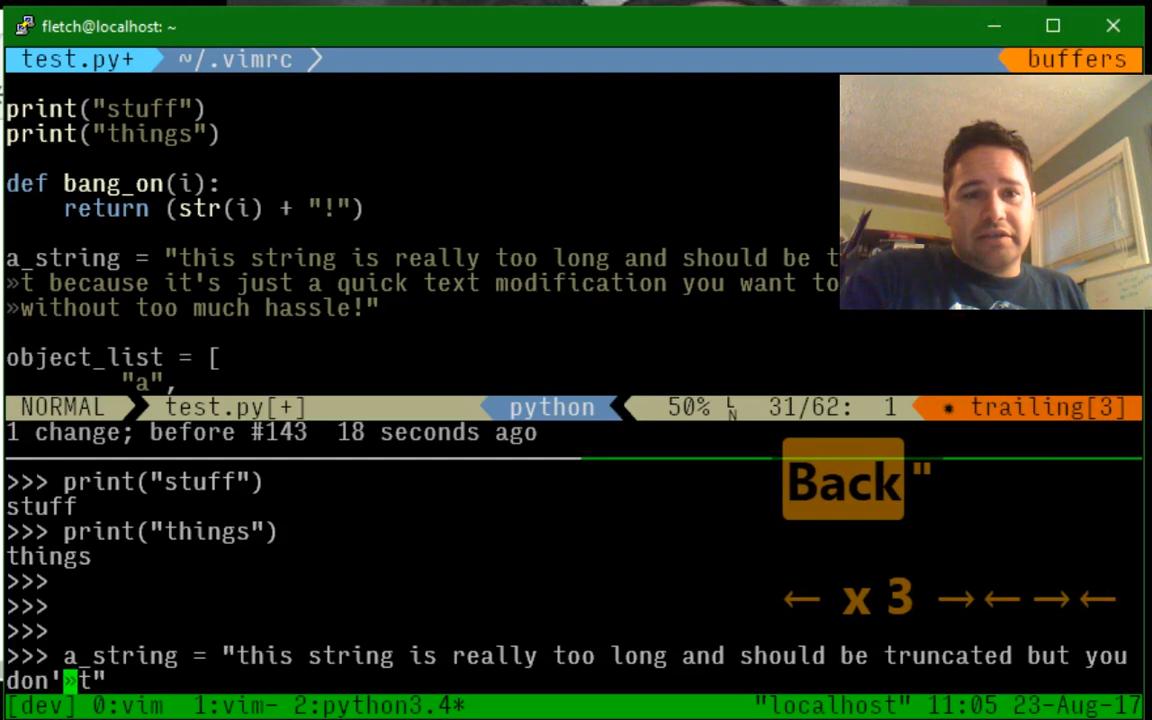 fletch@localhost: ~
test.py+ ~/.vimrc buffers
print("stuff")
print("things")
def bang_on(i):
return (str(i) + "!")
a_string = "this string is really too long and should be t
»t because it's just a quick text modification you want to
»without too much hassle!"
object_list = [
"a",
NORMAL test.py[+] python 50% LN 31/62: 1 ✷ trailing[3]
1 change; before #143 18 seconds ago
Back"
>>> print("stuff")
stuff
>>> print("things")
things
>>>
>>>
>>>
← x 3 →←→←
>>> a_string = "this string is really too long and should be truncated but you
don'»t"
[dev] 0:vim 1:vim- 2:python3.4* "localhost" 11:05 23-Aug-17